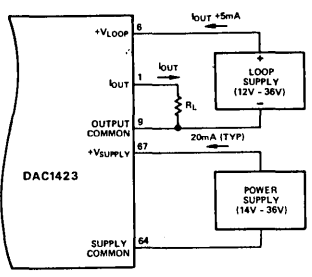 IOUT +5mA
6
+VLOOP
IOUT
IOUT
1
+
LOOP
SUPPLY
(12V - 36V)
–
RL
OUTPUT
COMMON
9
20mA (TYP)
+VSUPPLY
67
DAC1423
POWER
SUPPLY
(14V - 36V)
SUPPLY
COMMON
64